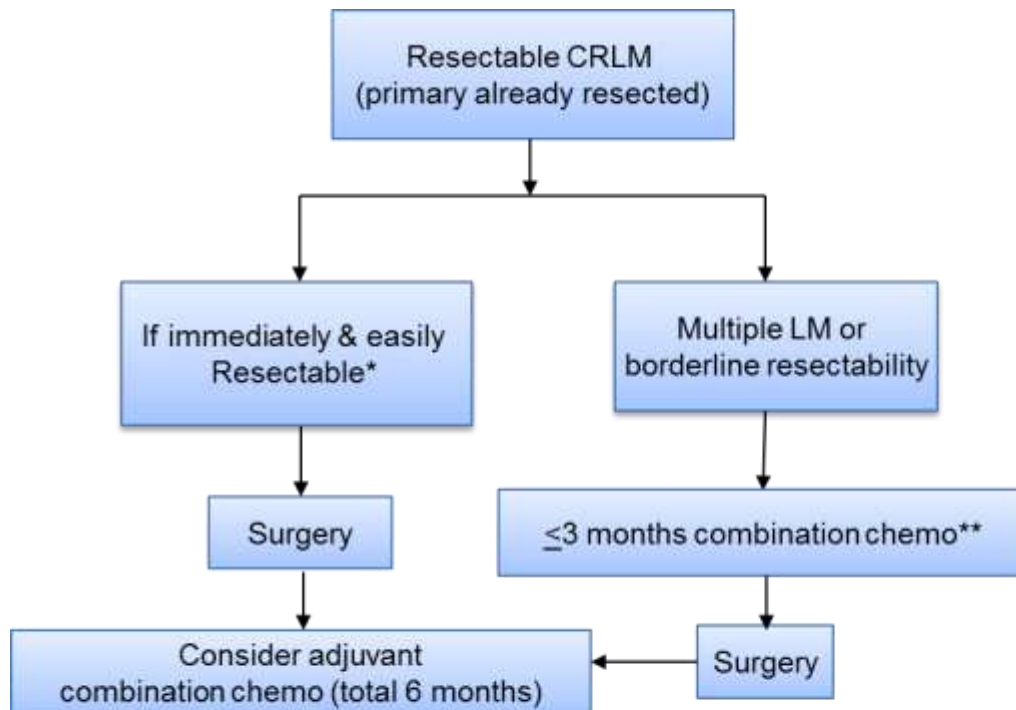 Resectable CRLM
(primary already resected)
If immediately & easily
Resectable*
Multiple LM or
borderline resectability
Surgery
≤3 months combination chemo**
Consider adjuvant
combination chemo (total 6 months)
Surgery